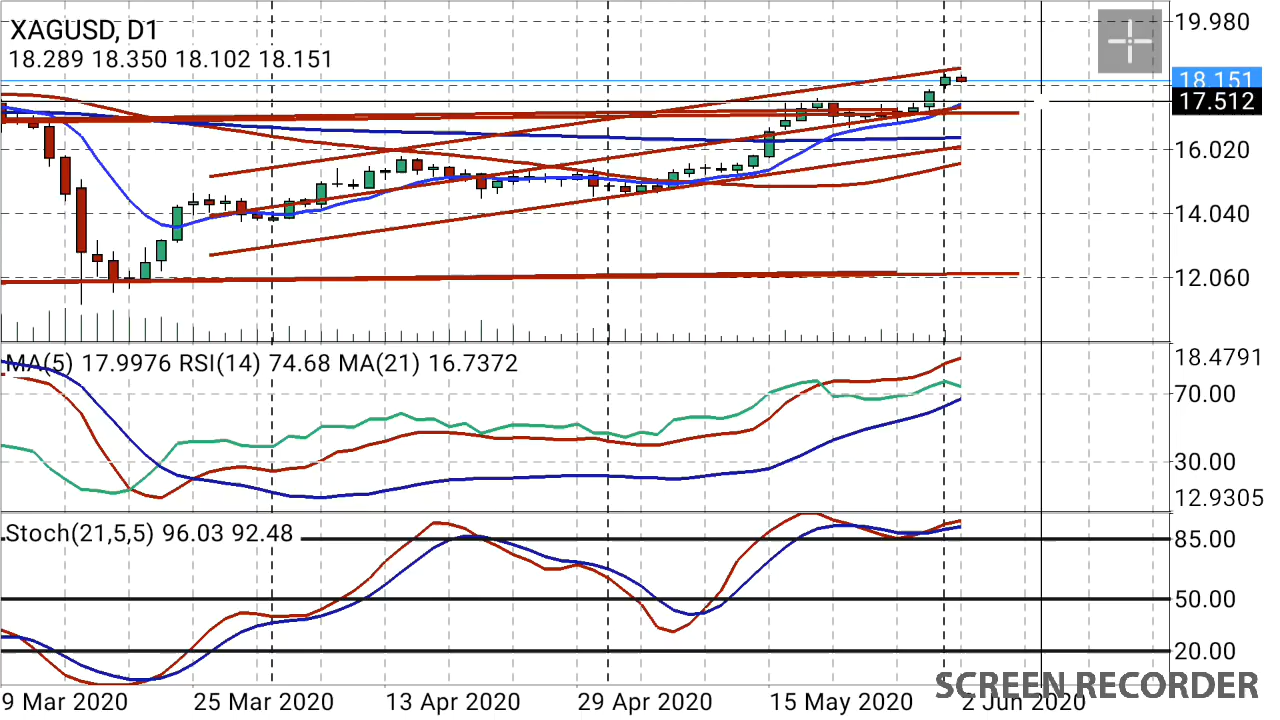 XAGUSD, D1
18.289 18.350 18.102 18.151
19.980
18.151
17.512
16.020
14.040
12.060
MA(5) 17.9976 RSI(14) 74.68 MA(21) 16.7372
18.4791
70.00
30.00
12.9305
Stoch(21,5,5) 96.03 92.48
85.00
50.00
20.00
9 Mar 2020 25 Mar 2020 13 Apr 2020 29 Apr 2020 15 May 2020 2 Jun 2020
SCREEN RECORDER